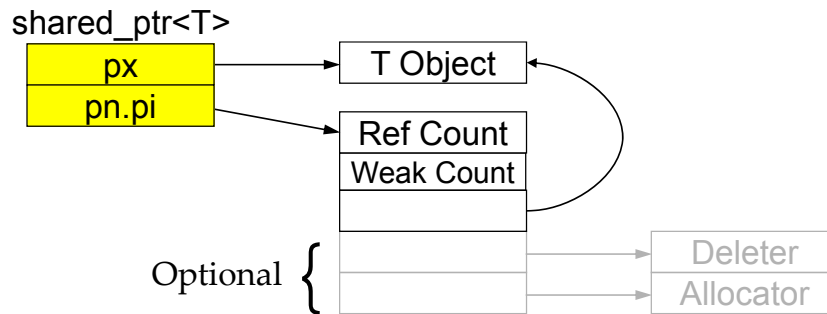 shared_ptr<T>
px
T Object
pn.pi
Ref Count
Weak Count
Optional {
Deleter
Allocator